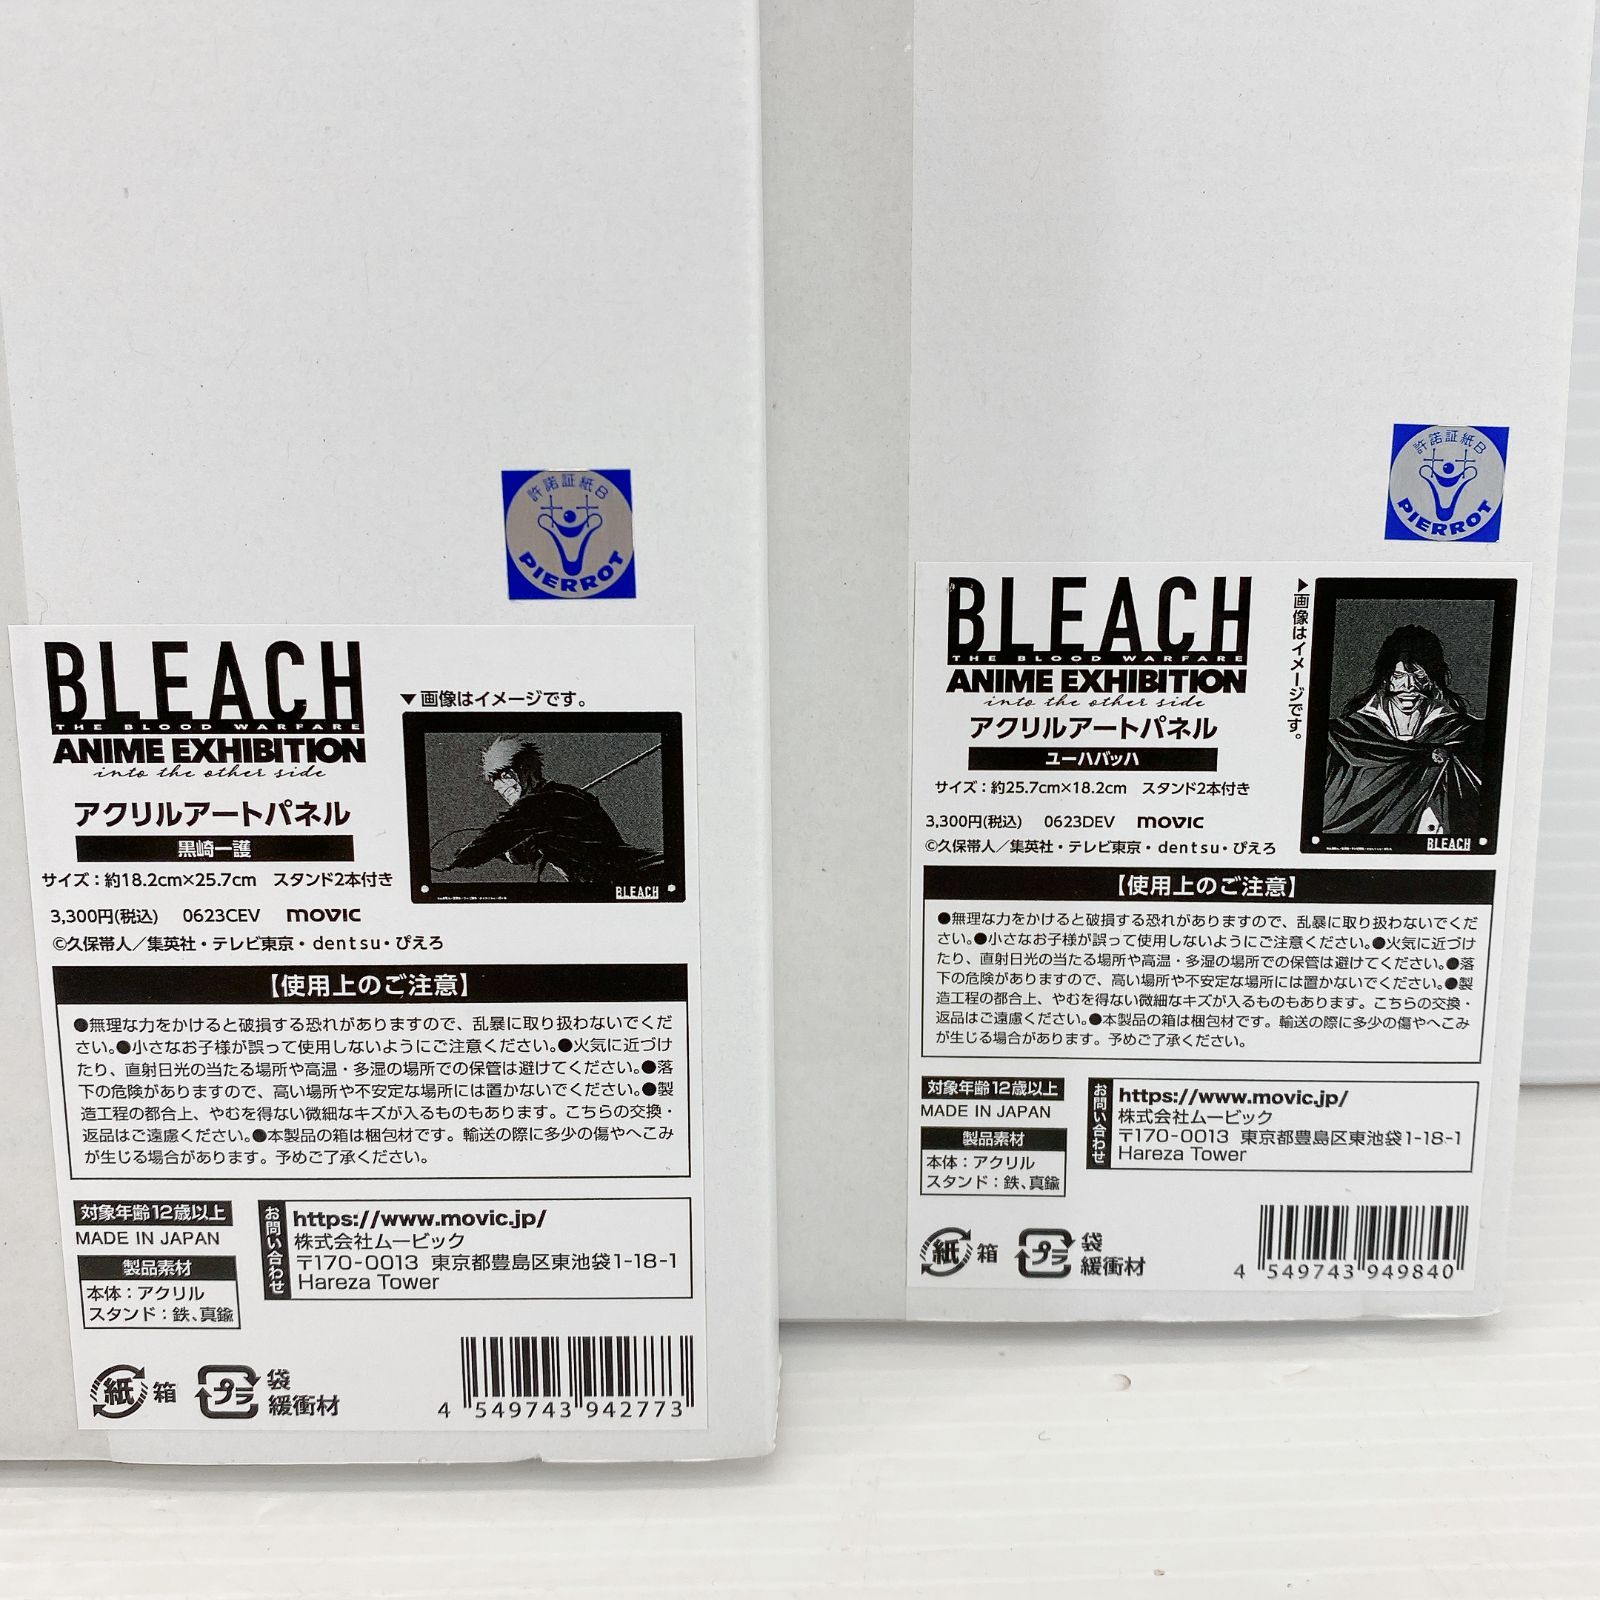 許諾証紙B
PIERROT
BLEACH
THE BLOOD WARFARE
ANIME EXHIBITION
into the other side
アクリルアートパネル
黒崎一護
サイズ：約18.2cm×25.7cm スタンド2本付き
3,300円(税込) 0623CEV movic
©久保帯人／集英社・テレビ東京・dentsu・ぴえろ
▼画像はイメージです。
BLEACH
【使用上のご注意】
●無理な力をかけると破損する恐れがありますので、乱暴に取り扱わないでくだ
さい。●小さなお子様が誤って使用しないようにご注意ください。●火気に近づけ
たり、直射日光の当たる場所や高温・多湿の場所での保管は避けてください。●落
下の危険がありますので、高い場所や不安定な場所には置かないでください。●製
造工程の都合上、やむを得ない微細なキズが入るものもあります。こちらの交換・
返品はご遠慮ください。●本製品の箱は梱包材です。輸送の際に多少の傷やへこみ
が生じる場合があります。予めご了承ください。
対象年齢12歳以上
MADE IN JAPAN
製品素材
本体：アクリル
スタンド：鉄、真鍮
お問い合わせ
https://www.movic.jp/
株式会社ムービック
〒170-0013 東京都豊島区東池袋1-18-1
Hareza Tower
紙 箱
プラ 袋
緩衝材
4 549743 942773
許諾証紙B
PIERROT
BLEACH
THE BLOOD WARFARE
ANIME EXHIBITION
into the other side
アクリルアートパネル
ユーハバッハ
サイズ：約25.7cm×18.2cm スタンド2本付き
3,300円(税込) 0623DEV movic
©久保帯人／集英社・テレビ東京・dentsu・ぴえろ
▶画像はイメージです。
BLEACH
【使用上のご注意】
●無理な力をかけると破損する恐れがありますので、乱暴に取り扱わないでくだ
さい。●小さなお子様が誤って使用しないようにご注意ください。●火気に近づけ
たり、直射日光の当たる場所や高温・多湿の場所での保管は避けてください。●落
下の危険がありますので、高い場所や不安定な場所には置かないでください。●製
造工程の都合上、やむを得ない微細なキズが入るものもあります。こちらの交換・
返品はご遠慮ください。●本製品の箱は梱包材です。輸送の際に多少の傷やへこみ
が生じる場合があります。予めご了承ください。
対象年齢12歳以上
MADE IN JAPAN
製品素材
本体：アクリル
スタンド：鉄、真鍮
お問い合わせ
https://www.movic.jp/
株式会社ムービック
〒170-0013 東京都豊島区東池袋1-18-1
Hareza Tower
紙 箱
プラ 袋
緩衝材
4 549743 949840